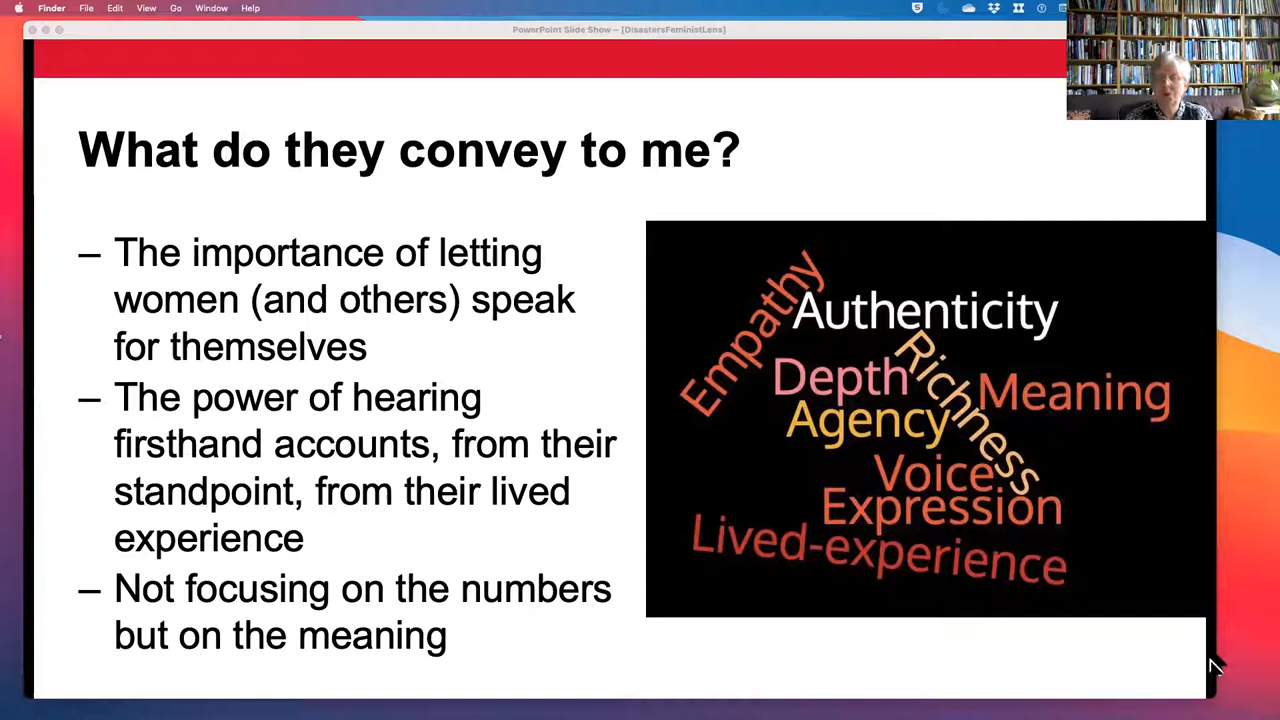 Finder File Edit View Go Window Help
PowerPoint Slide Show – [DisastersFeministLens]
What do they convey to me?
– The importance of letting
women (and others) speak
for themselves
– The power of hearing
firsthand accounts, from their
standpoint, from their lived
experience
– Not focusing on the numbers
but on the meaning
Empathy
Authenticity
Depth
Richness
Meaning
Agency
Voice
Expression
Lived-experience